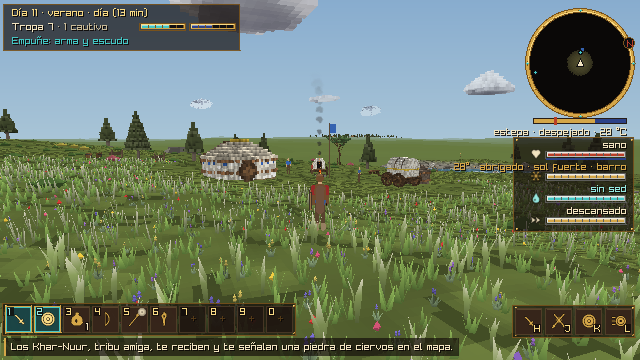 Día 11 · verano · día (13 min)
Tropa 7 · 1 cautivo
Empuñe: arma y escudo
N
estepa · despejado · 28 °C
sano
28° · abrigado · sol fuerte · barro
sin sed
descansado
1 2 3 1 4 5 6 7 8 9 0
H J K L
Los Khar-Nuur, tribu amiga, te reciben y te señalan una piedra de ciervos en el mapa.